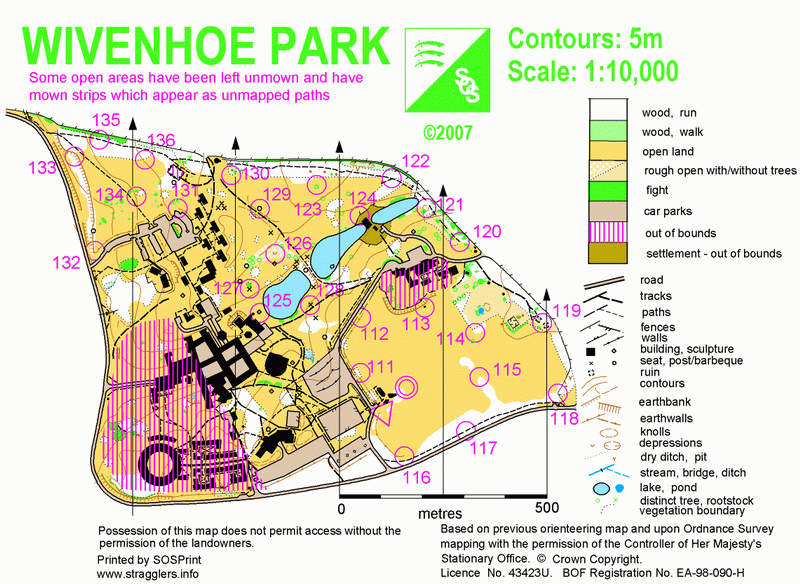 WIVENHOE PARK
Some open areas have been left unmown and have
mown strips which appear as unmapped paths
SOS
©2007
Contours: 5m
Scale: 1:10,000
wood, run
wood, walk
open land
rough open with/without trees
fight
car parks
out of bounds
settlement - out of bounds
road
tracks
paths
fences
walls
building, sculpture
seat, post/barbeque
ruin
contours
earthbank
earthwalls
knolls
depressions
dry ditch, pit
stream, bridge, ditch
lake, pond
distinct tree, rootstock
vegetation boundary
135
136
133
134
131
130
129
123
122
124
121
120
132
126
127
125
128
112
113
114
119
111
115
118
117
116
0
metres
500
Possession of this map does not permit access without the
permission of the landowners.
Printed by SOSPrint
www.stragglers.info
Based on previous orienteering map and upon Ordnance Survey
mapping with the permission of the Controller of Her Majesty's
Stationary Office. © Crown Copyright.
Licence No. 43423U. BOF Registration No. EA-98-090-H